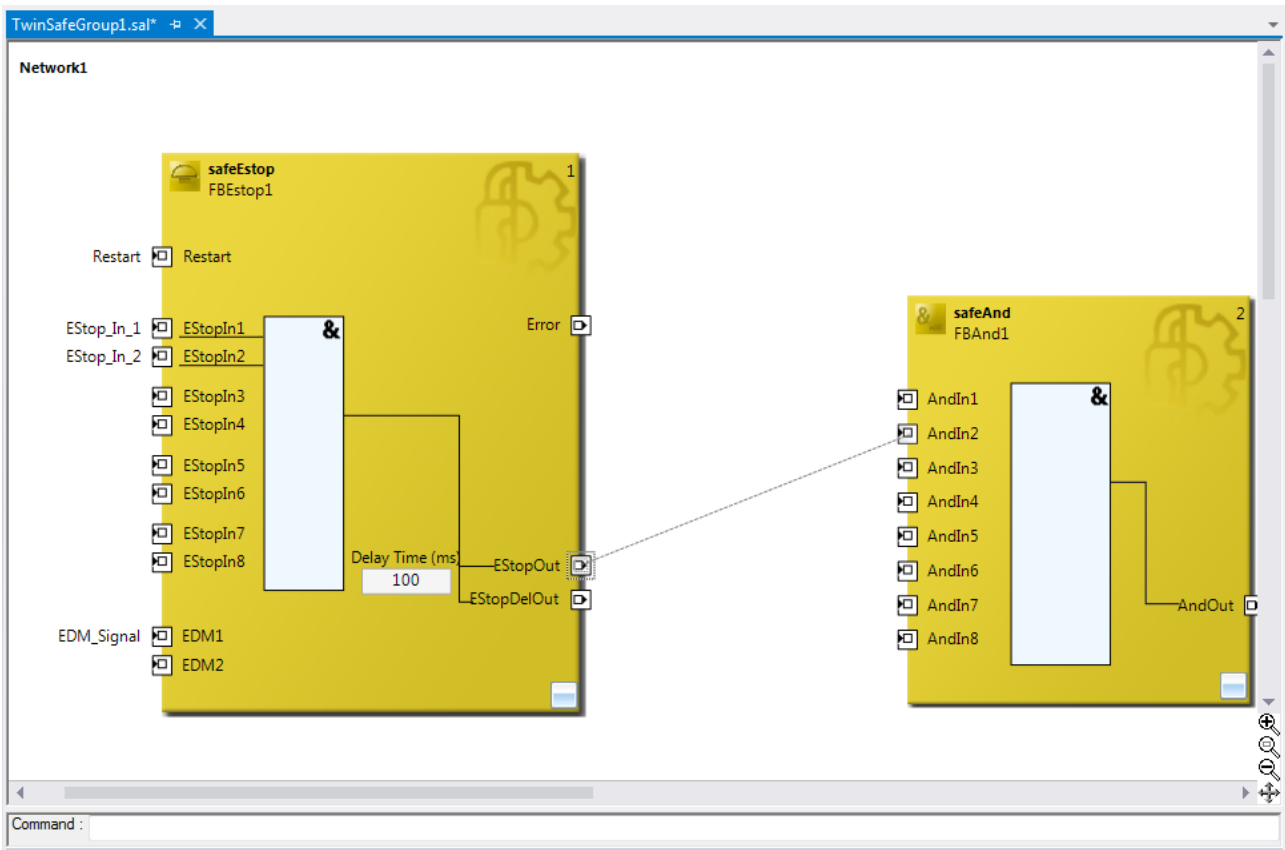 TwinSafeGroup1.sal*
Network1
safeEstop
FBEstop1
1
Restart
Restart
EStop_In_1
EStopIn1
&
Error
EStop_In_2
EStopIn2
EStopIn3
EStopIn4
EStopIn5
EStopIn6
EStopIn7
EStopIn8
Delay Time (ms)
100
EStopOut
EStopDelOut
EDM_Signal
EDM1
EDM2
&
safeAnd
FBAnd1
2
AndIn1
&
AndIn2
AndIn3
AndIn4
AndIn5
AndIn6
AndIn7
AndOut
AndIn8
Command :